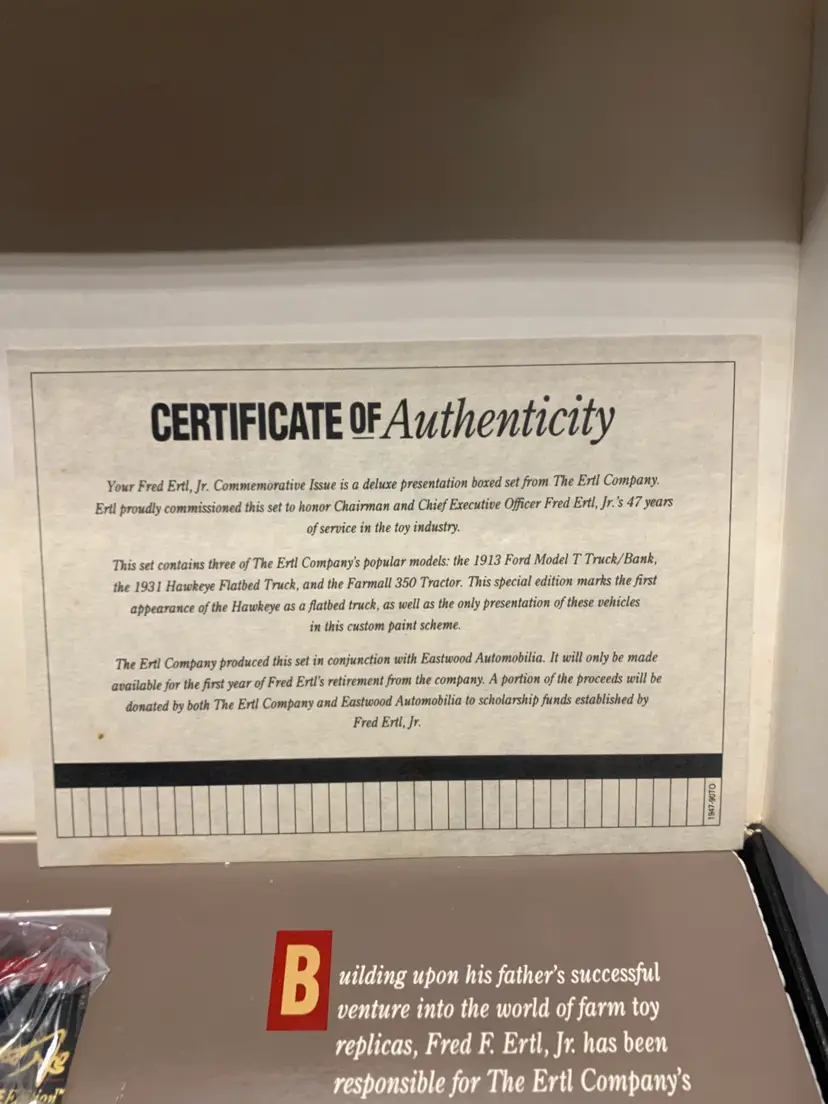 CERTIFICATE OF Authenticity
Your Fred Ertl, Jr. Commemorative Issue is a deluxe presentation boxed set from The Ertl Company.
Ertl proudly commissioned this set to honor Chairman and Chief Executive Officer Fred Ertl, Jr.'s 47 years
of service in the toy industry.
This set contains three of The Ertl Company's popular models: the 1913 Ford Model T Truck/Bank,
the 1931 Hawkeye Flatbed Truck, and the Farmall 350 Tractor. This special edition marks the first
appearance of the Hawkeye as a flatbed truck, as well as the only presentation of these vehicles
in this custom paint scheme.
The Ertl Company produced this set in conjunction with Eastwood Automobilia. It will only be made
available for the first year of Fred Ertl's retirement from the company. A portion of the proceeds will be
donated by both The Ertl Company and Eastwood Automobilia to scholarship funds established by
Fred Ertl, Jr.
1947-90TO
Building upon his father's successful
venture into the world of farm toy
replicas, Fred F. Ertl, Jr. has been
responsible for The Ertl Company's